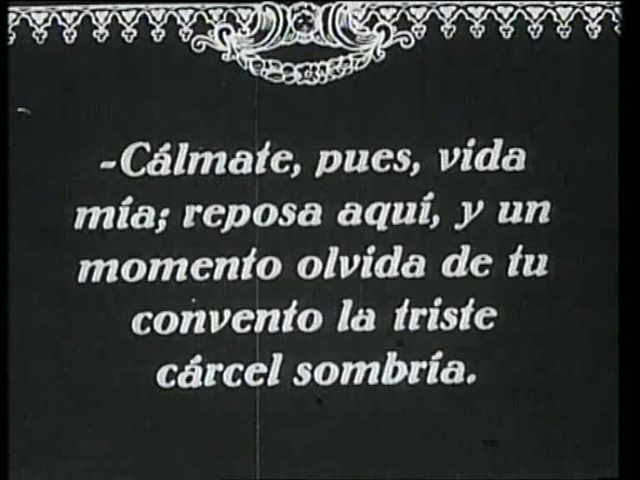 -Cálmate, pues, vida
mía; reposa aquí, y un
momento olvida de tu
convento la triste
cárcel sombría.